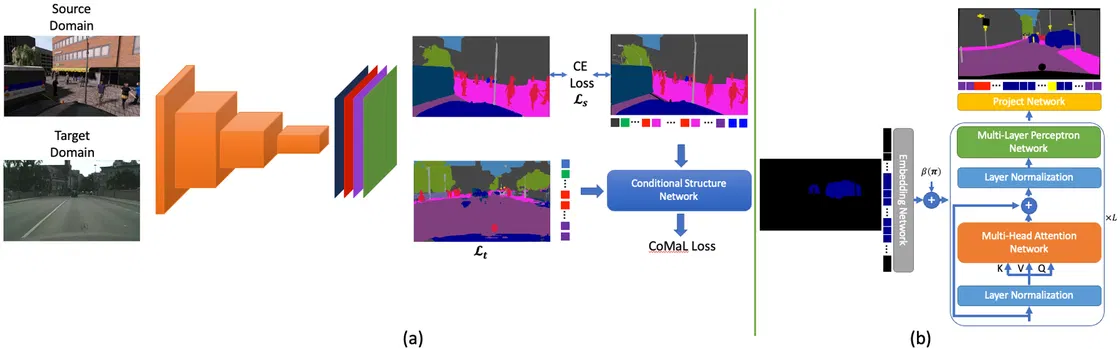 Source
Domain
Target
Domain
CE
Loss
𝓛ₛ
𝓛ₜ
Conditional Structure
Network
CoMaL Loss
(a)
Project Network
Multi-Layer Perceptron
Network
Layer Normalization
Embedding Network
β(π)
+
+
×L
Multi-Head Attention
Network
K V Q
Layer Normalization
(b)